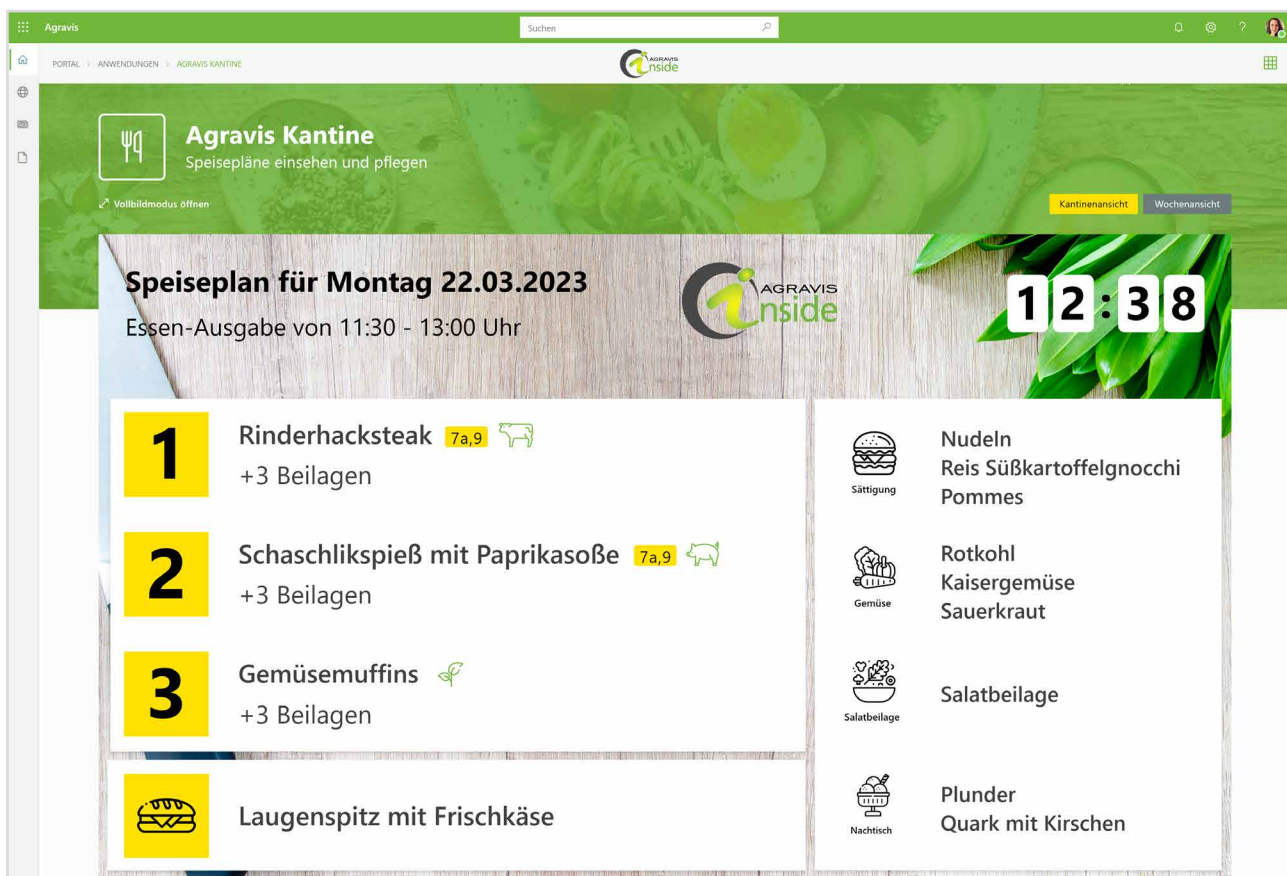 Agravis
Suchen
PORTAL > ANWENDUNGEN > AGRAVIS KANTINE
AGRAVIS
inside
Agravis Kantine
Speisepläne einsehen und pflegen
Vollbildmodus öffnen
Kantinenansicht
Wochenansicht
Speiseplan für Montag 22.03.2023
Essen-Ausgabe von 11:30 - 13:00 Uhr
AGRAVIS
inside
12:38
1
Rinderhacksteak 7a,9
+3 Beilagen
2
Schaschlikspieß mit Paprikasoße 7a,9
+3 Beilagen
3
Gemüsemuffins
+3 Beilagen
Laugenspitz mit Frischkäse
Sättigung
Nudeln
Reis Süßkartoffelgnocchi
Pommes
Gemüse
Rotkohl
Kaisergemüse
Sauerkraut
Salatbeilage
Salatbeilage
Nachtisch
Plunder
Quark mit Kirschen